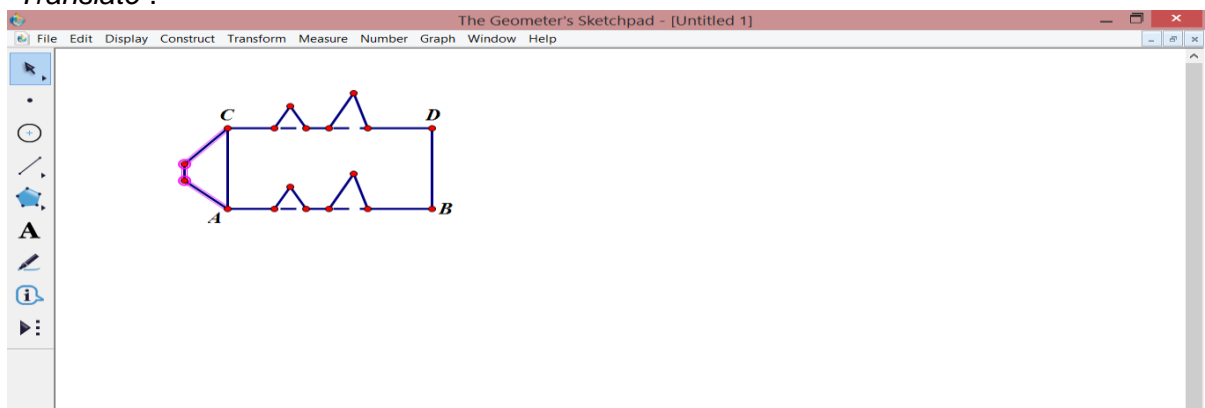 "Translate".
The Geometer's Sketchpad - [Untitled 1]
File Edit Display Construct Transform Measure Number Graph Window Help
C D
A B
A